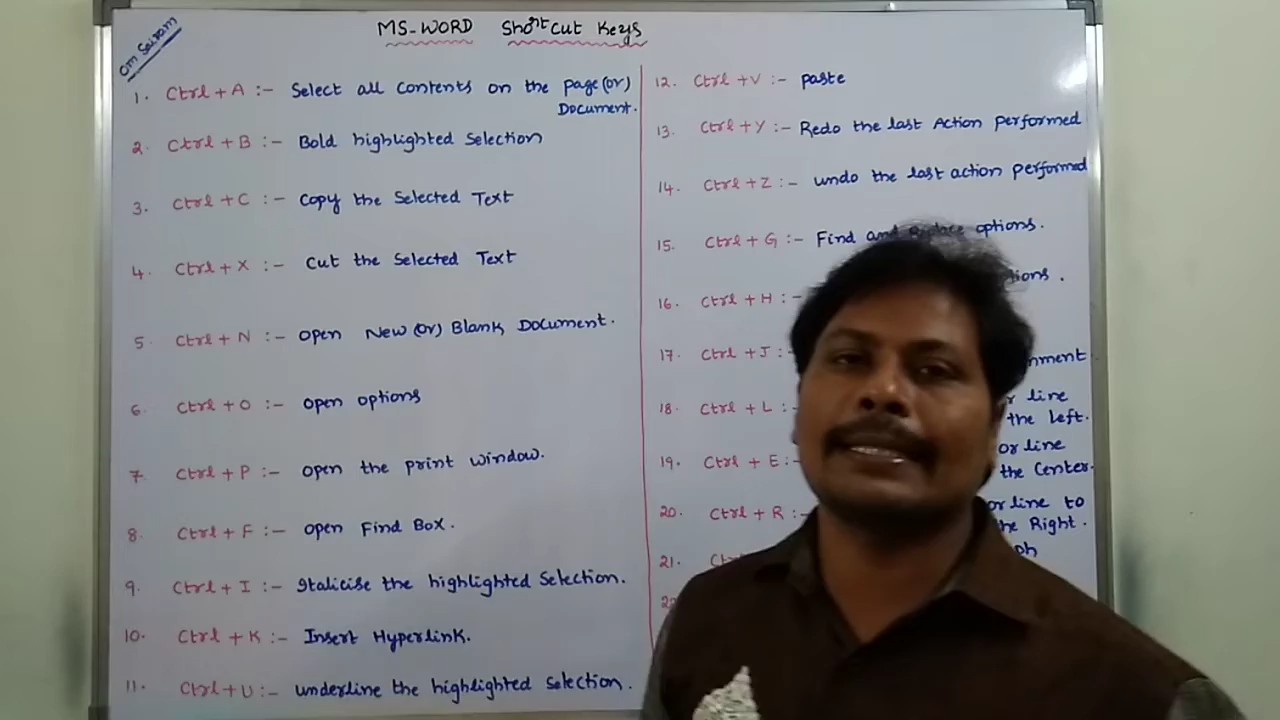 Om Sairam
MS-WORD Shortcut Keys
1. Ctrl + A :- Select all Contents on the page (or)
Document.
2. Ctrl + B :- Bold highlighted Selection
3. Ctrl + C :- Copy the Selected Text
4. Ctrl + X :- Cut the Selected Text
5. Ctrl + N :- Open New (or) Blank Document.
6. Ctrl + O :- Open options
7. Ctrl + P :- Open the print window.
8. Ctrl + F :- Open Find Box.
9. Ctrl + I :- Italicise the highlighted Selection.
10. Ctrl + K :- Insert Hyperlink.
11. Ctrl + U :- underline the highlighted Selection.
12. Ctrl + V :- paste
13. Ctrl + Y :- Redo the last Action performed
14. Ctrl + Z :- undo the last action performed
15. Ctrl + G :- Find and Replace options.
16. Ctrl + H :-
17. Ctrl + J :-
18. Ctrl + L :- line
the Left.
19. Ctrl + E :- or line
the Center.
20. Ctrl + R :- or line to
Right.
21.
22